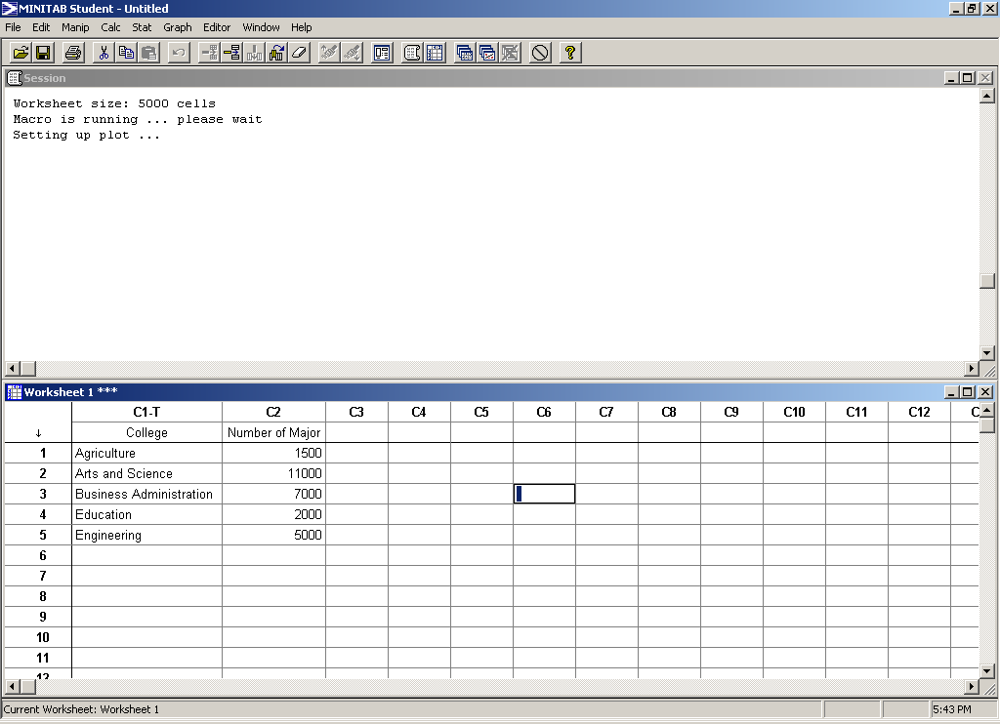 MINITAB Student - Untitled
File Edit Manip Calc Stat Graph Editor Window Help
Session
Worksheet size: 5000 cells
Macro is running ... please wait
Setting up plot ...
Worksheet 1 ***
C1-T C2 C3 C4 C5 C6 C7 C8 C9 C10 C11 C12 C
↓ College Number of Major
1 Agriculture 1500
2 Arts and Science 11000
3 Business Administration 7000
4 Education 2000
5 Engineering 5000
6
7
8
9
10
11
12
Current Worksheet: Worksheet 1 5:43 PM